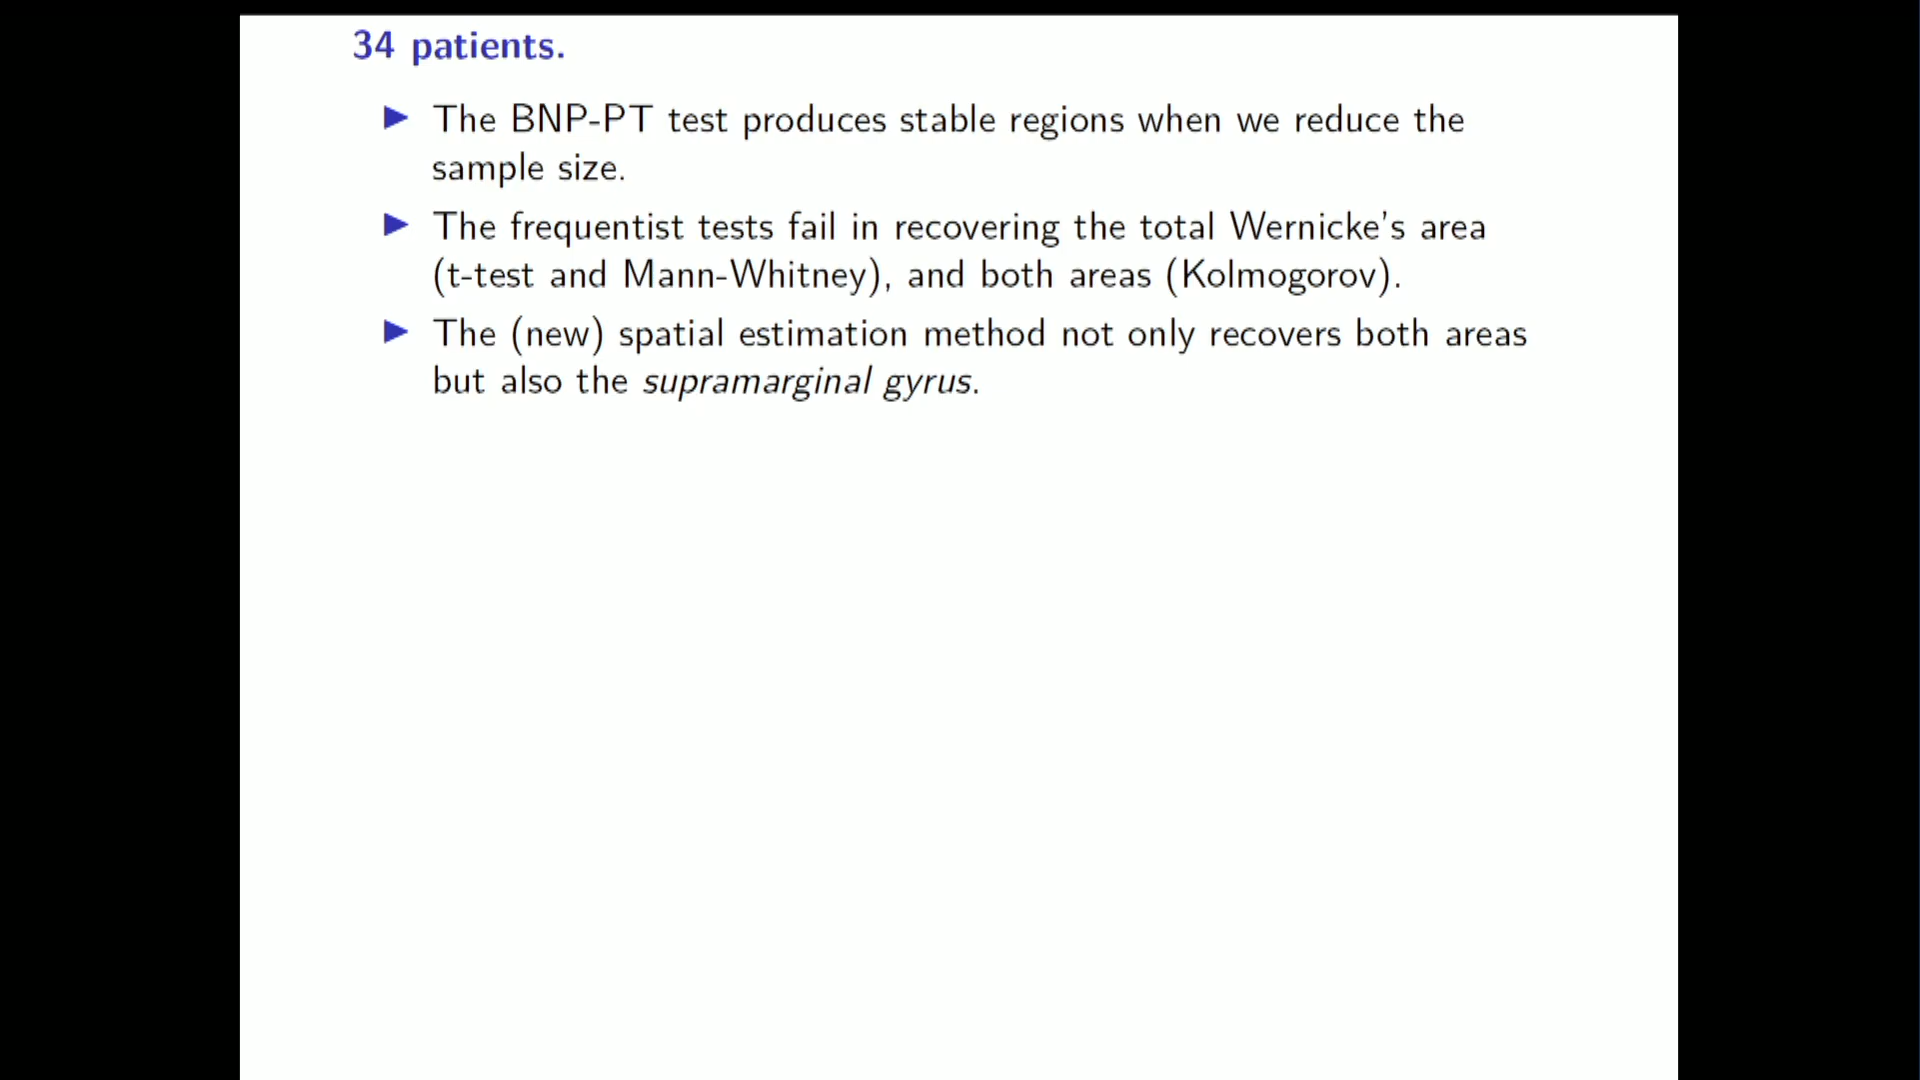 34 patients.
The BNP-PT test produces stable regions when we reduce the
sample size.
The frequentist tests fail in recovering the total Wernicke's area
(t-test and Mann-Whitney), and both areas (Kolmogorov).
The (new) spatial estimation method not only recovers both areas
but also the supramarginal gyrus.